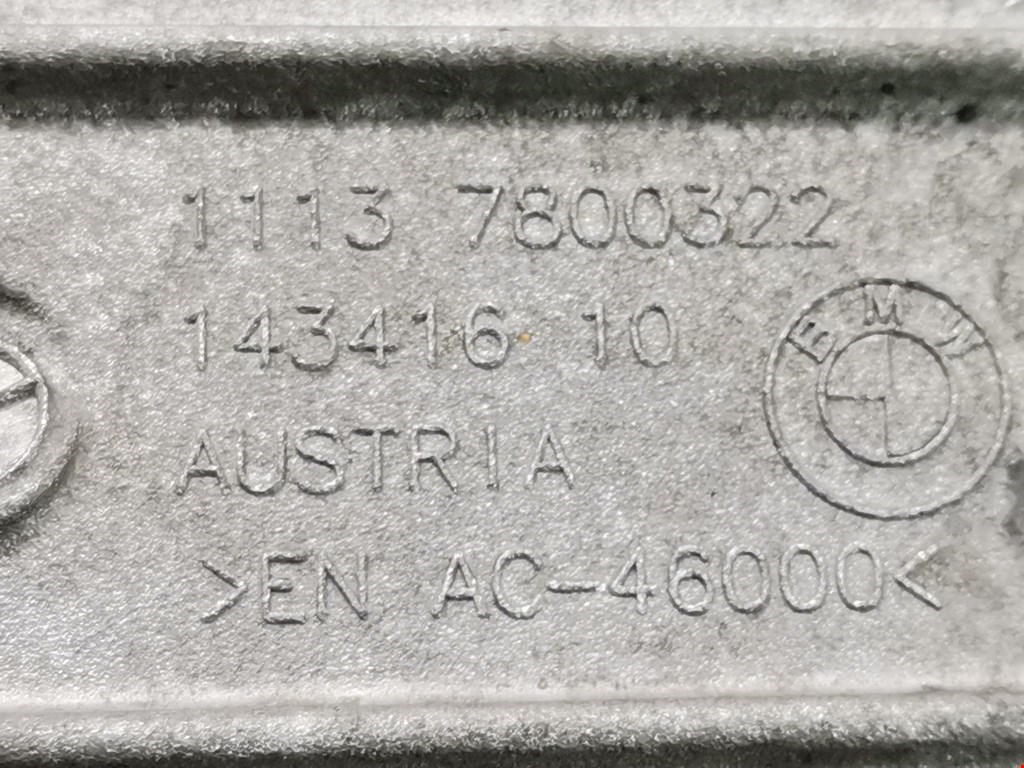 1113 7800322
143416 10
BMW
AUSTRIA
>EN AC-46000<